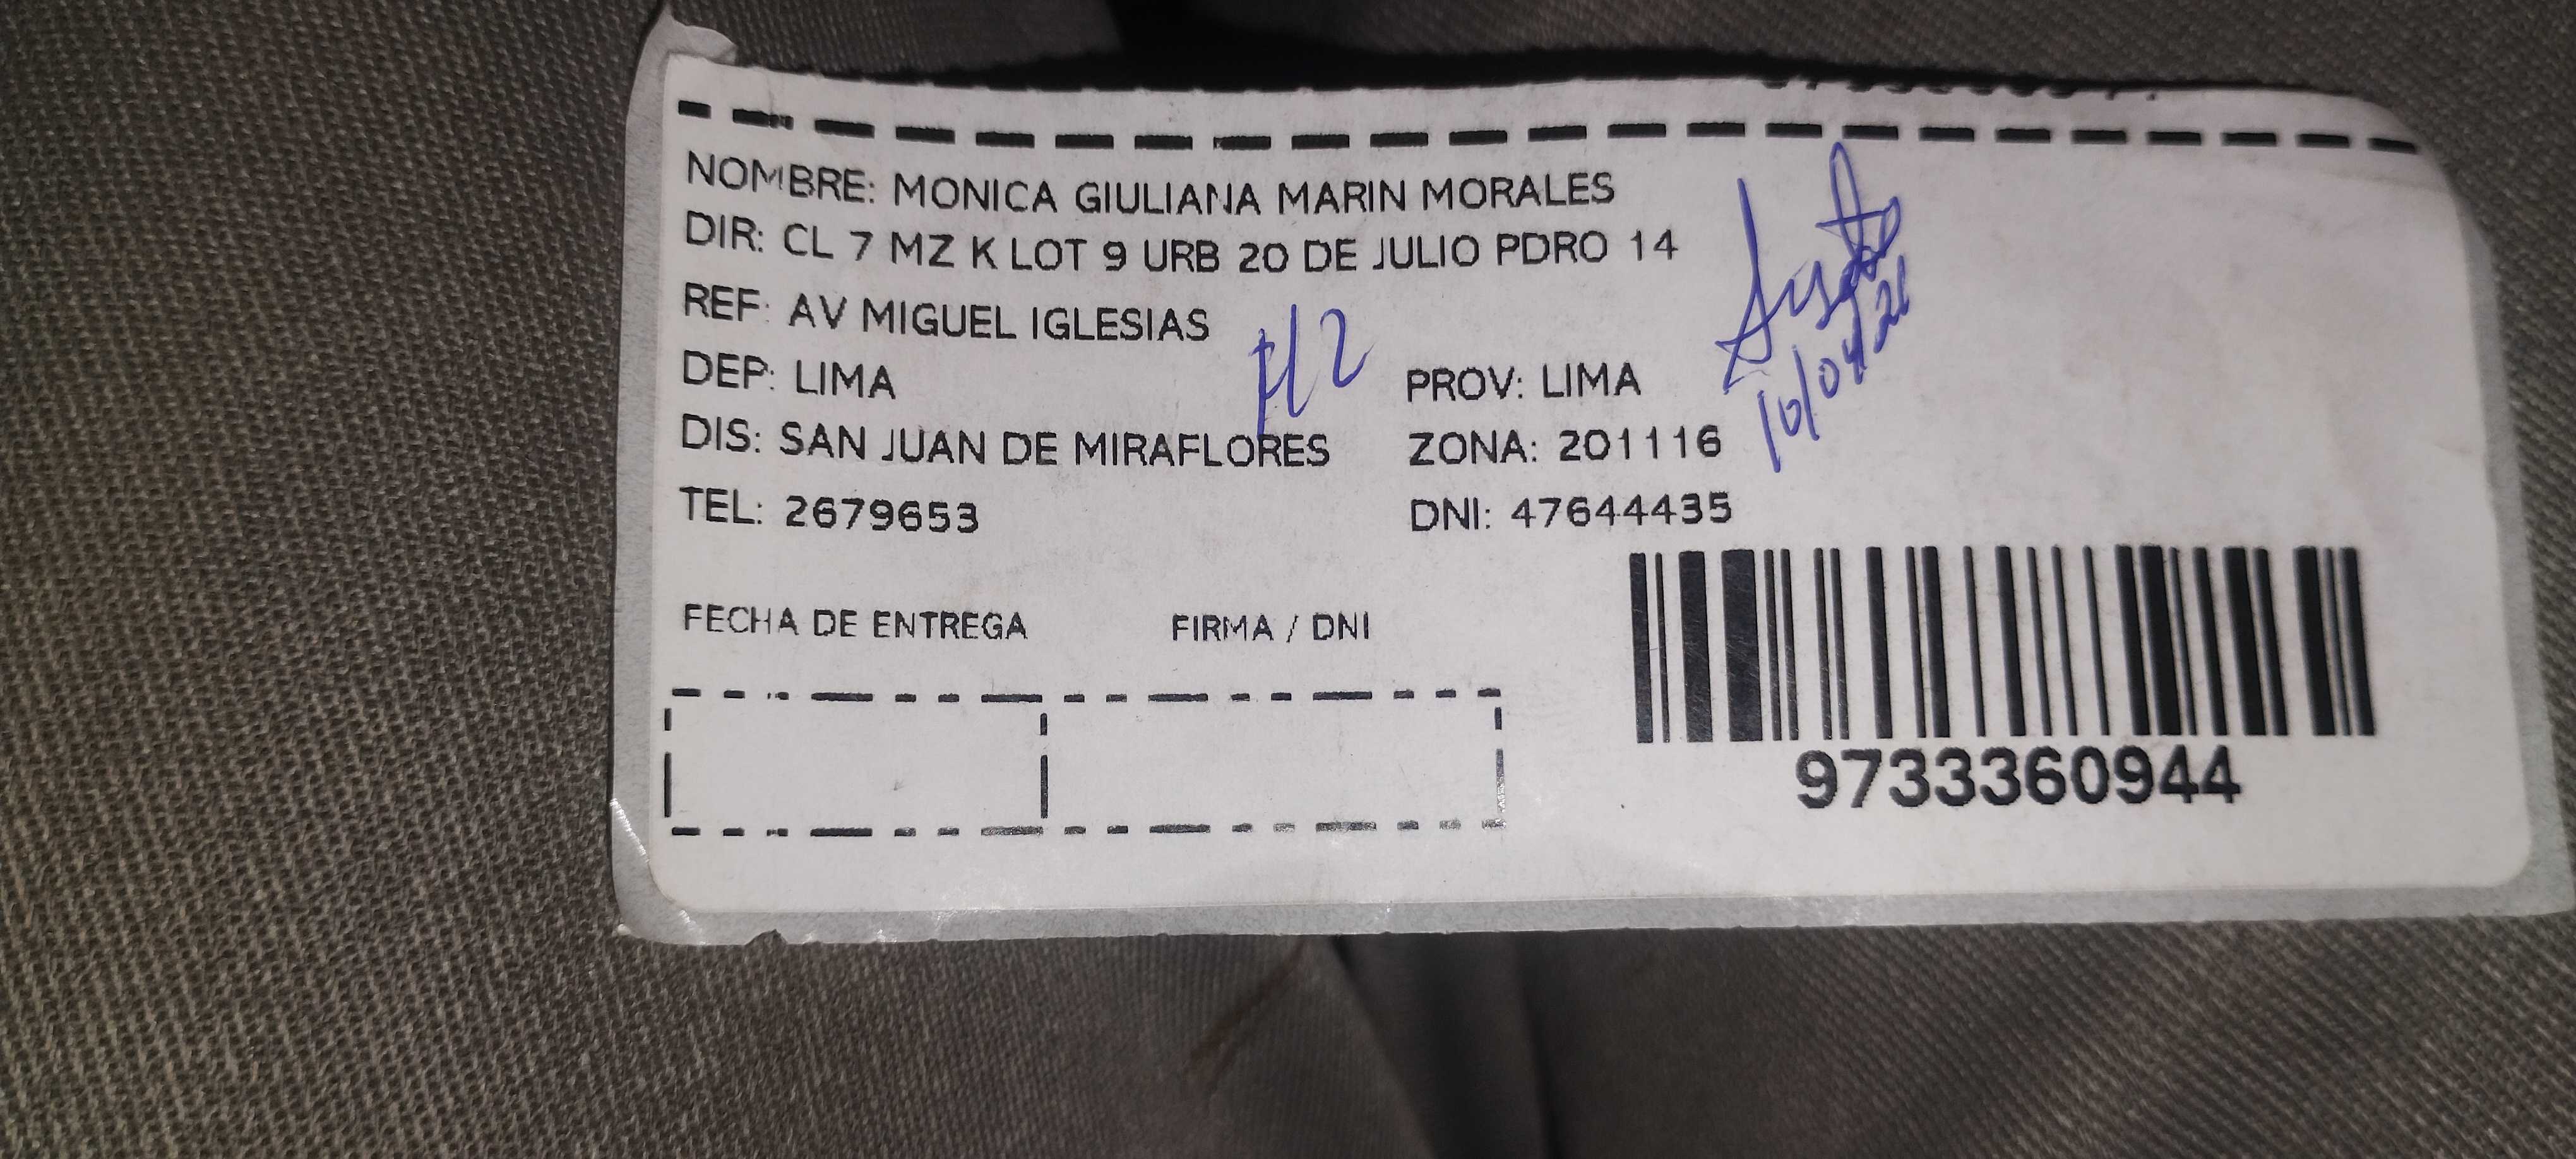 NOMBRE: MONICA GIULIANA MARIN MORALES
DIR: CL 7 MZ K LOT 9 URB 20 DE JULIO PDRO 14
REF: AV MIGUEL IGLESIAS
DEP: LIMA PROV: LIMA
DIS: SAN JUAN DE MIRAFLORES ZONA: 201116
TEL: 2679653 DNI: 47644435
FECHA DE ENTREGA FIRMA / DNI
9733360944